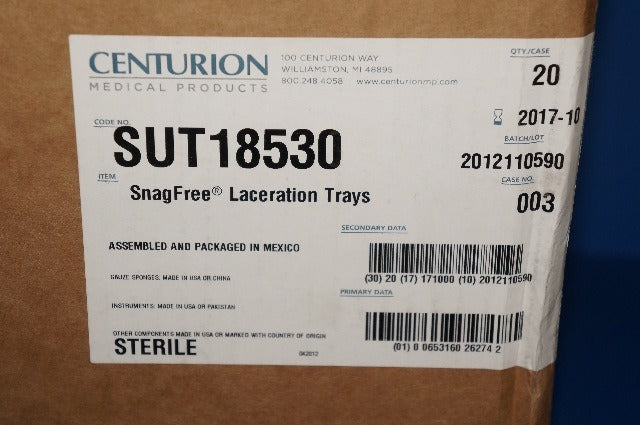 CENTURION
MEDICAL PRODUCTS
100 CENTURION WAY
WILLIAMSTON, MI 48895
800.248.4058 www.centurionmp.com
QTY./CASE
20
2017-10
BATCH/LOT
2012110590
CASE NO.
003
CODE NO.
SUT18530
ITEM
SnagFree® Laceration Trays
ASSEMBLED AND PACKAGED IN MEXICO
GAUZE SPONGES: MADE IN USA OR CHINA
INSTRUMENTS: MADE IN USA OR PAKISTAN
OTHER COMPONENTS MADE IN USA OR MARKED WITH COUNTRY OF ORIGIN
STERILE
042012
SECONDARY DATA
(30) 20 (17) 171000 (10) 2012110590
PRIMARY DATA
(01) 0 0653160 26274 2